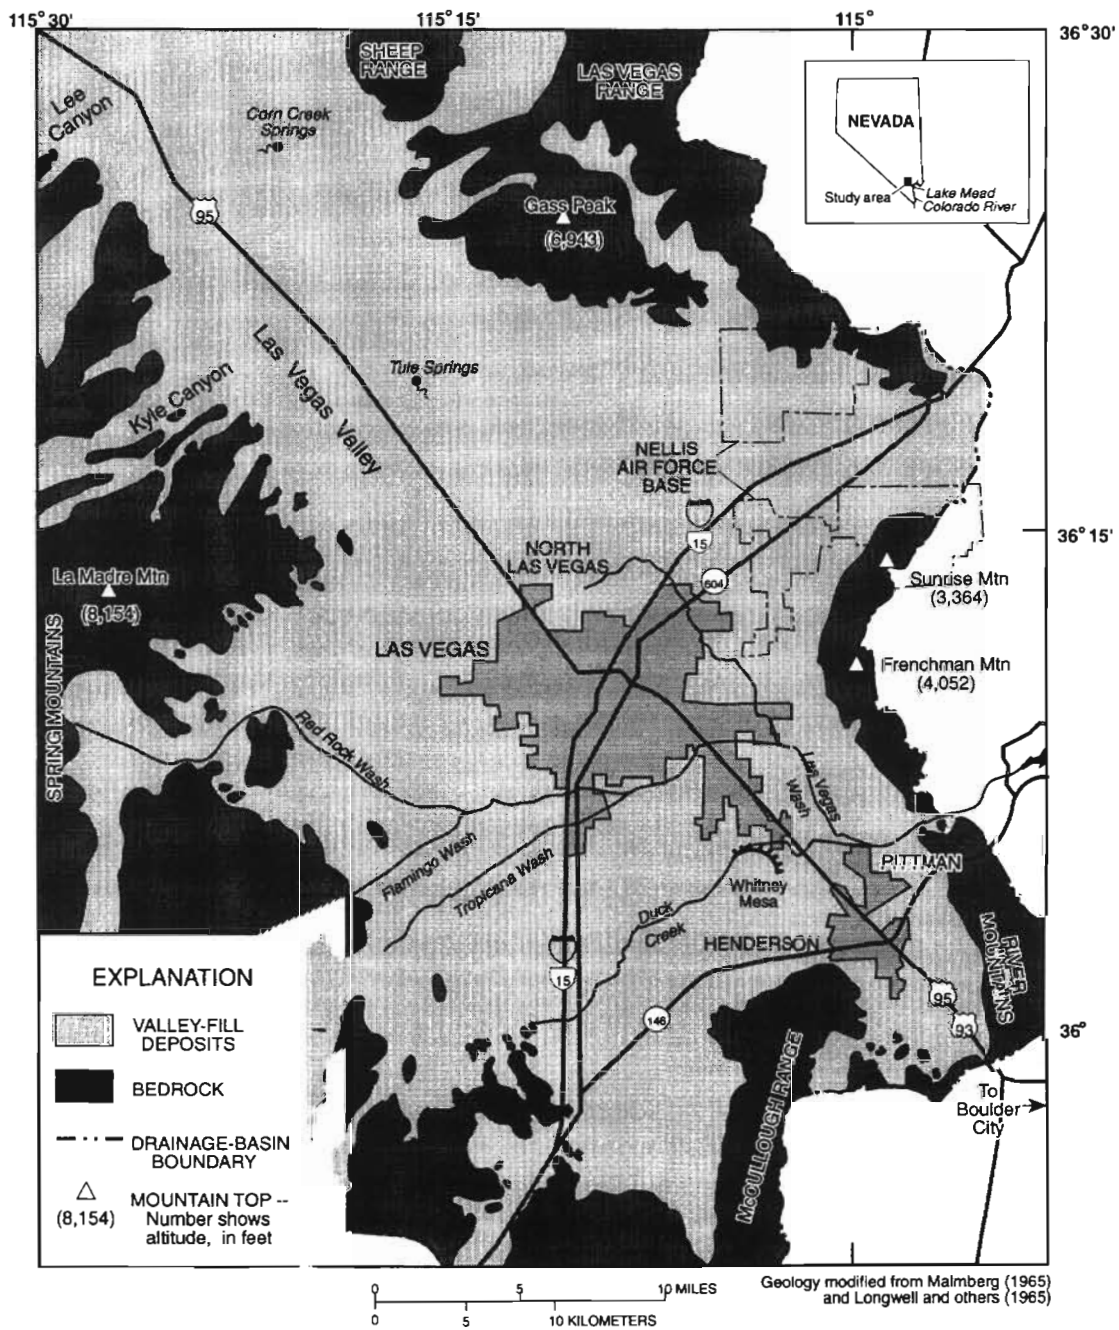 115° 30'
115° 15'
115°
36° 30'
SHEEP
RANGE
LAS VEGAS
RANGE
Lee
Canyon
Corn Creek
Springs
NEVADA
Study area
Lake Mead
Colorado River
95
Gass Peak
(6,943)
Las Vegas Valley
Tule Springs
Kyle Canyon
NELLIS
AIR FORCE
BASE
36° 15'
15
NORTH
LAS VEGAS
604
La Madre Mtn
(8,154)
Sunrise Mtn
(3,364)
LAS VEGAS
Frenchman Mtn
(4,052)
SPRING MOUNTAINS
Red Rock Wash
Las Vegas
Wash
Flamingo Wash
Tropicana Wash
PITTMAN
Whitney
Mesa
Duck
Creek
HENDERSON
RIVER
MOUNTAINS
15
95
93
146
36°
McCULLOUGH RANGE
To
Boulder
City
EXPLANATION
VALLEY-FILL
DEPOSITS
BEDROCK
DRAINAGE-BASIN
BOUNDARY
MOUNTAIN TOP --
Number shows
altitude, in feet
(8,154)
0 5 10 MILES
0 5 10 KILOMETERS
Geology modified from Malmberg (1965)
and Longwell and others (1965)